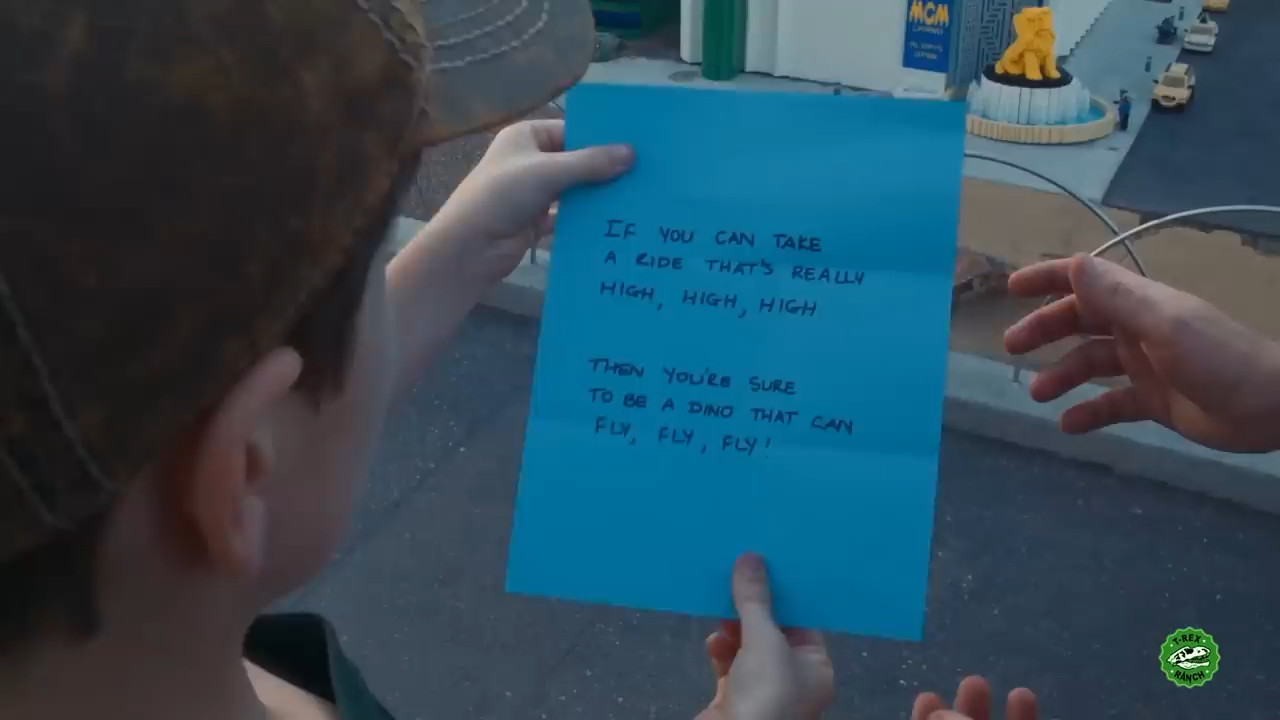 MGM
IF YOU CAN TAKE
A RIDE THAT'S REALLY
HIGH, HIGH, HIGH
THEN YOU'RE SURE
TO BE A DINO THAT CAN
FLY, FLY, FLY!
T-REX
RANCH